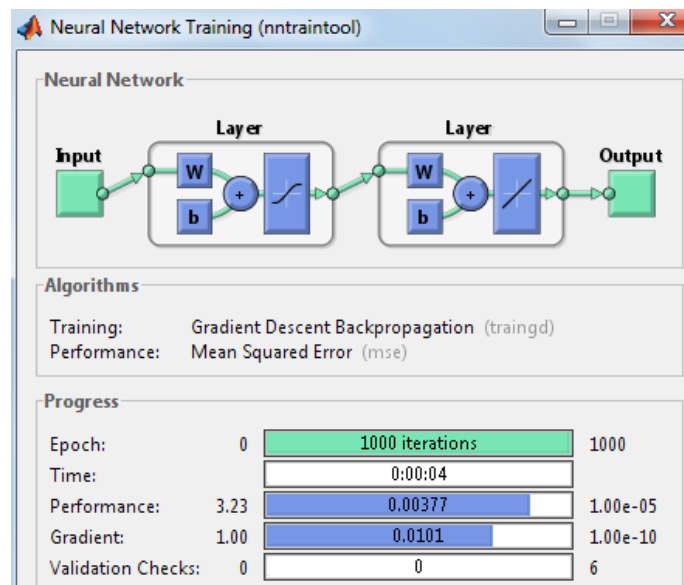 Neural Network Training (nntraintool)
Neural Network
Layer Layer
Input Output
W W
+ +
b b
Algorithms
Training: Gradient Descent Backpropagation (traingd)
Performance: Mean Squared Error (mse)
Progress
Epoch: 0 1000 iterations 1000
Time: 0:00:04
Performance: 3.23 0.00377 1.00e-05
Gradient: 1.00 0.0101 1.00e-10
Validation Checks: 0 0 6